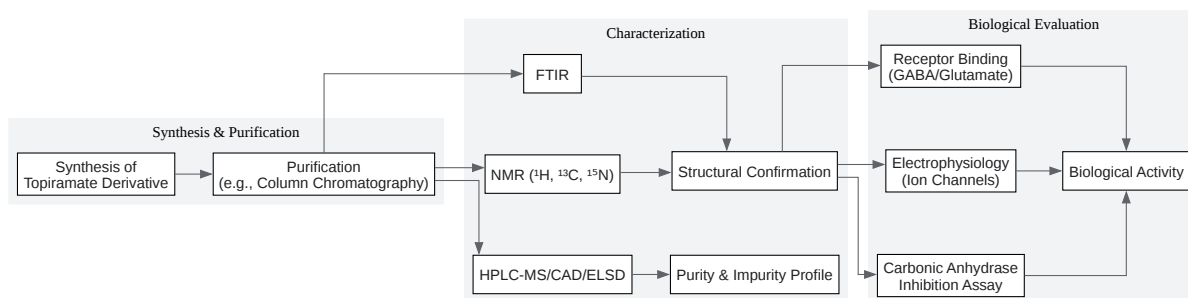 Synthesis & Purification
Synthesis of
Topiramate Derivative
Purification
(e.g., Column Chromatography)
Characterization
FTIR
NMR (¹H, ¹³C, ¹⁵N)
Structural Confirmation
HPLC-MS/CAD/ELSD
Purity & Impurity Profile
Biological Evaluation
Receptor Binding
(GABA/Glutamate)
Electrophysiology
(Ion Channels)
Carbonic Anhydrase
Inhibition Assay
Biological Activity